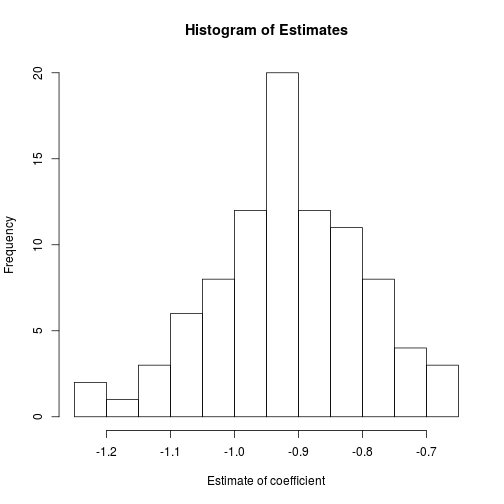 Histogram of Estimates
Frequency
20
15
10
5
0
-1.2 -1.1 -1.0 -0.9 -0.8 -0.7
Estimate of coefficient